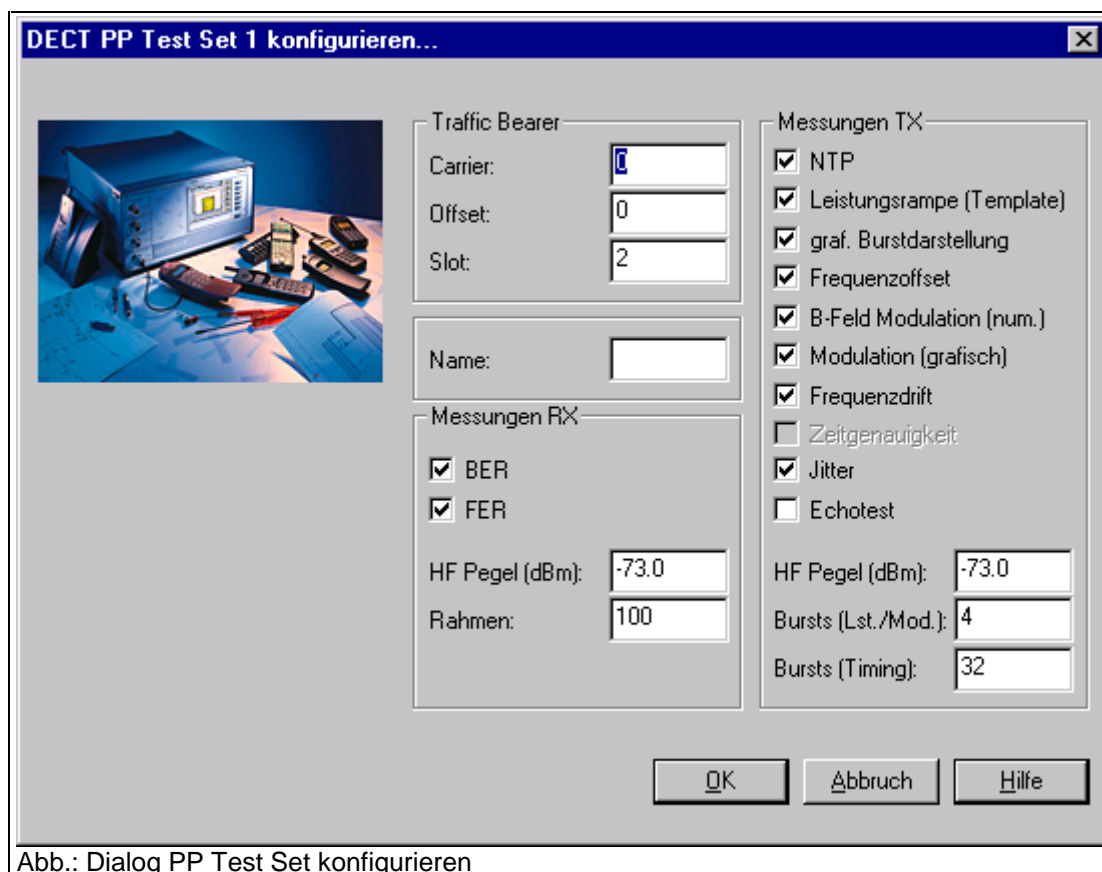 DECT PP Test Set 1 konfigurieren...
Traffic Bearer
Carrier: 0
Offset: 0
Slot: 2
Name:
Messungen RX
BER
FER
HF Pegel (dBm): -73.0
Rahmen: 100
Messungen TX
NTP
Leistungsrampe (Template)
graf. Burstdarstellung
Frequenzoffset
B-Feld Modulation (num.)
Modulation (grafisch)
Frequenzdrift
Zeitgenauigkeit
Jitter
Echotest
HF Pegel (dBm): -73.0
Bursts (Lst./Mod.): 4
Bursts (Timing): 32
OK
Abbruch
Hilfe
Abb.: Dialog PP Test Set konfigurieren